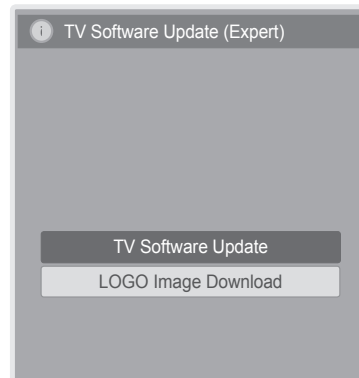 i TV Software Update (Expert)
TV Software Update
LOGO Image Download